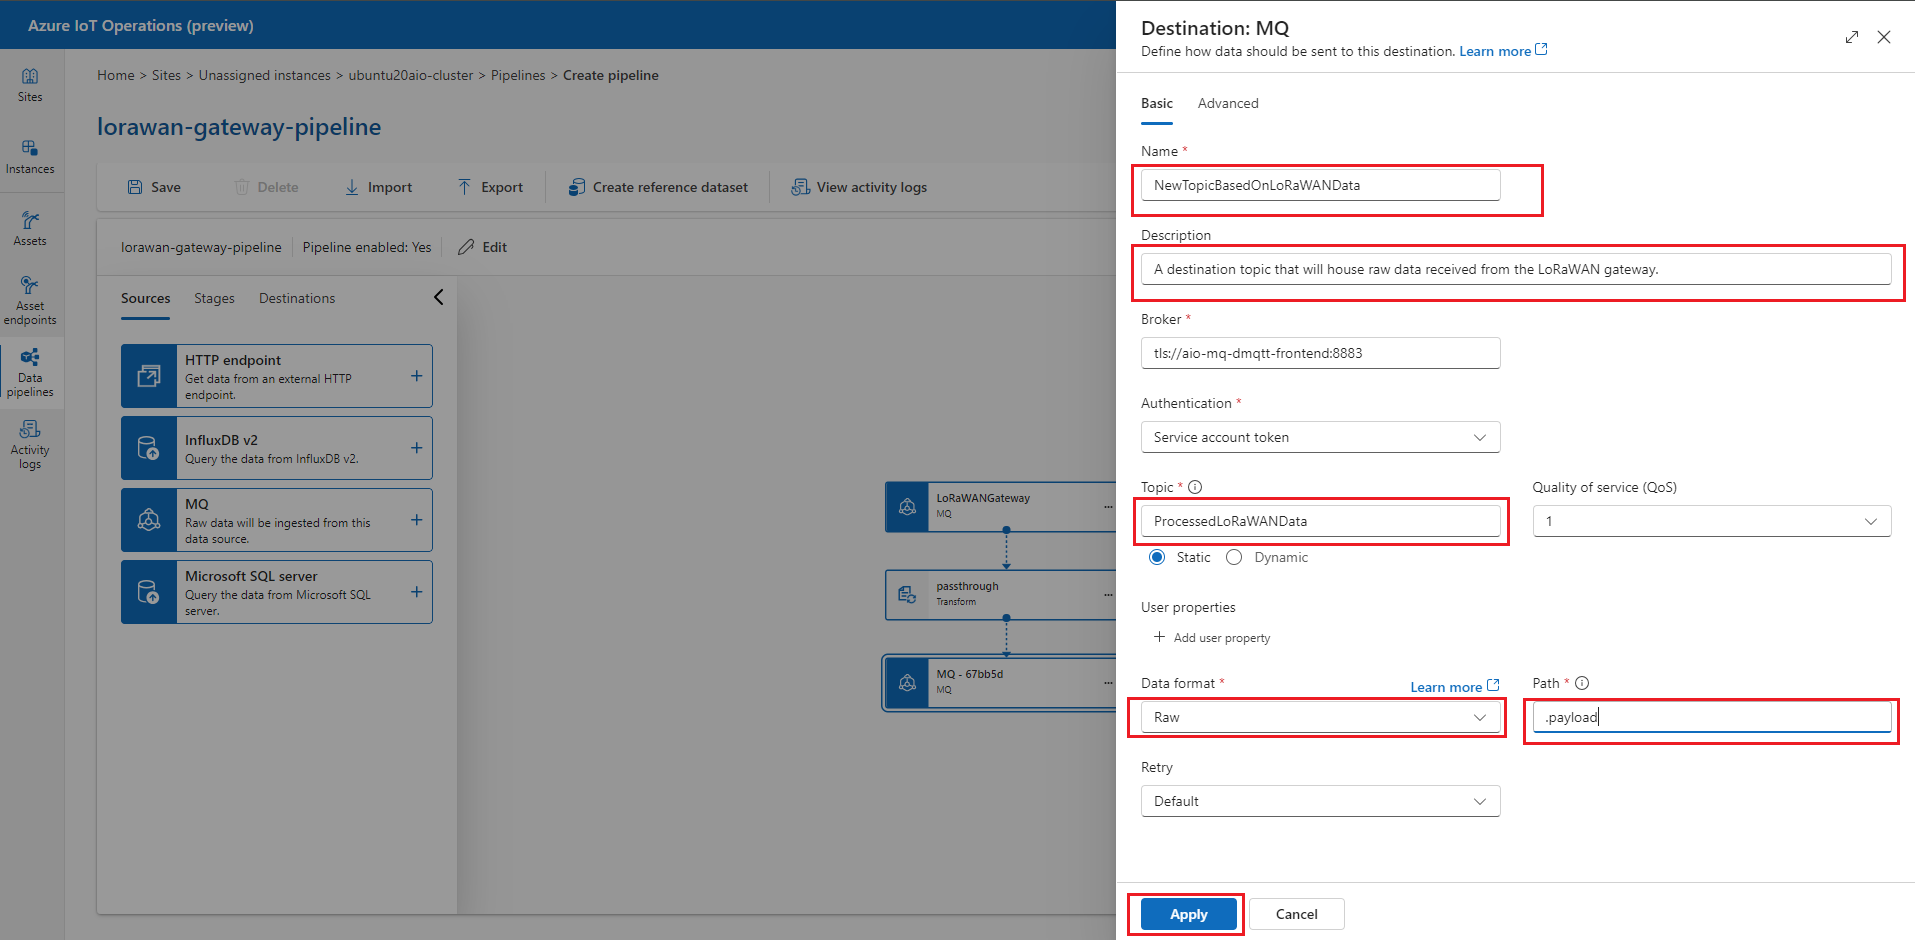 Azure IoT Operations (preview)
Sites
Instances
Assets
Asset
endpoints
Data
pipelines
Activity
logs
Home > Sites > Unassigned instances > ubuntu20aio-cluster > Pipelines > Create pipeline
lorawan-gateway-pipeline
Save
Delete
Import
Export
Create reference dataset
View activity logs
lorawan-gateway-pipeline
Pipeline enabled: Yes
Edit
Sources
Stages
Destinations
HTTP endpoint
Get data from an external HTTP
endpoint.
InfluxDB v2
Query the data from InfluxDB v2.
MQ
Raw data will be ingested from this
data source.
Microsoft SQL server
Query the data from Microsoft SQL
server.
LoRaWANGateway
MQ
passthrough
Transform
MQ - 67bb5d
MQ
Destination: MQ
Define how data should be sent to this destination. Learn more
Basic
Advanced
Name *
NewTopicBasedOnLoRaWANData
Description
A destination topic that will house raw data received from the LoRaWAN gateway.
Broker *
tls://aio-mq-dmqtt-frontend:8883
Authentication *
Service account token
Topic *
ProcessedLoRaWANData
Static
Dynamic
Quality of service (QoS)
1
User properties
Add user property
Data format *
Learn more
Raw
Path *
.payload
Retry
Default
Apply
Cancel